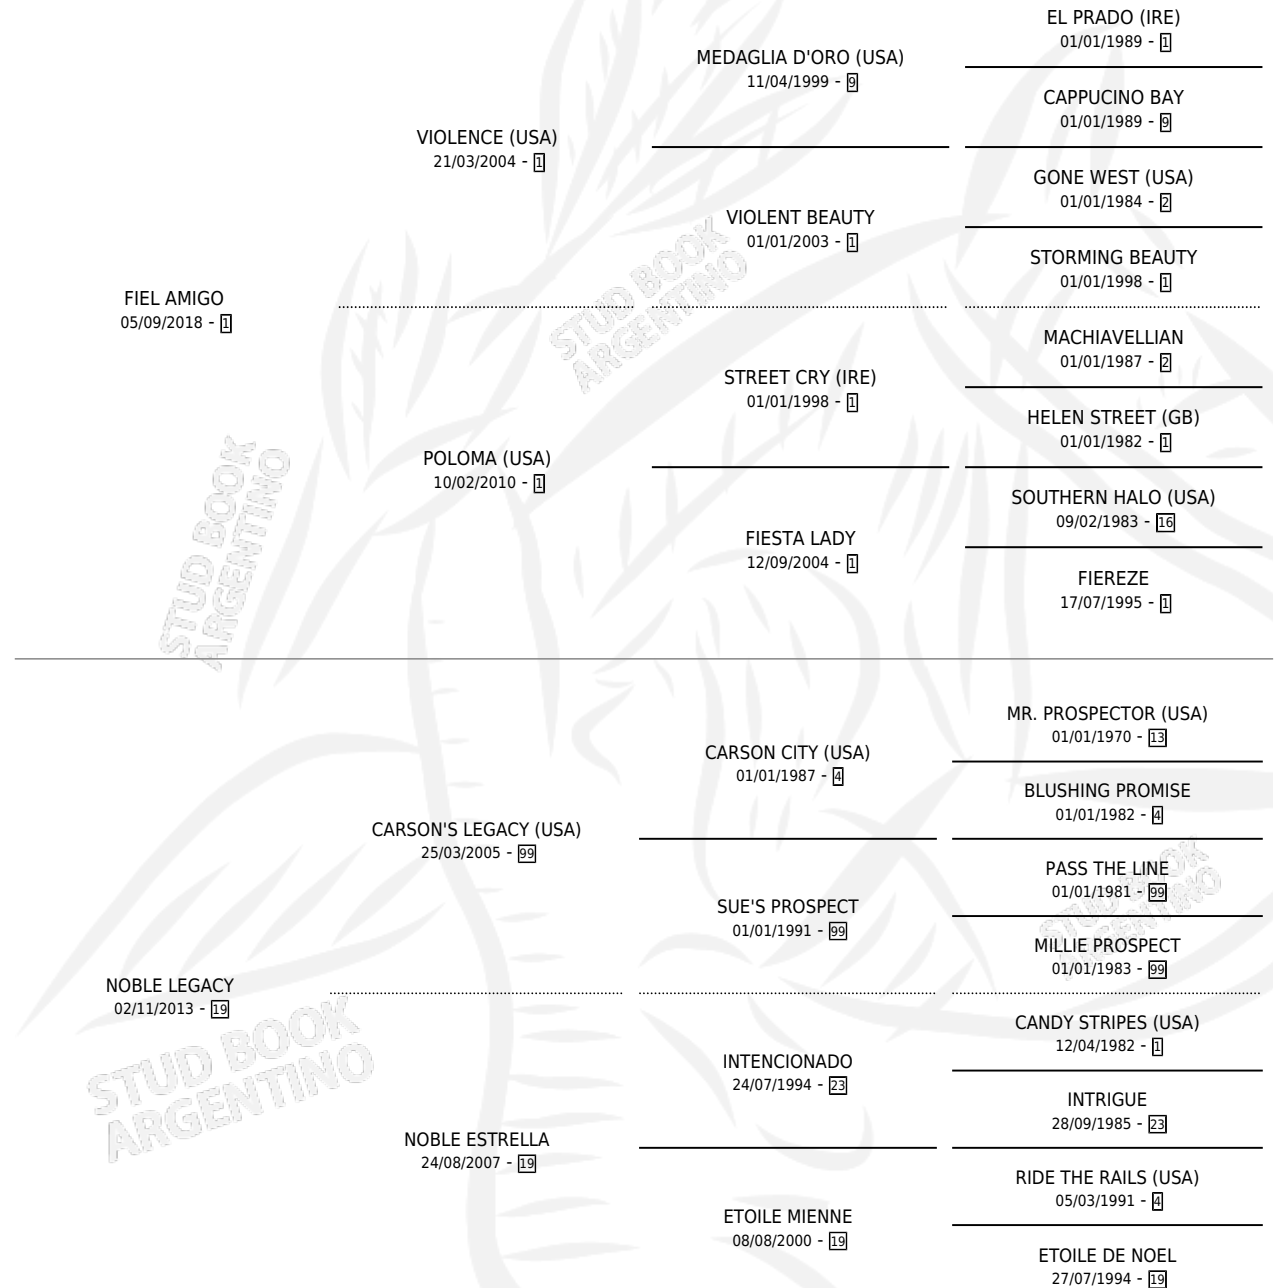 EL PRADO (IRE)
01/01/1989 - 1
MEDAGLIA D'ORO (USA)
11/04/1999 - 9
CAPPUCINO BAY
01/01/1989 - 9
VIOLENCE (USA)
21/03/2004 - 1
GONE WEST (USA)
01/01/1984 - 2
VIOLENT BEAUTY
01/01/2003 - 1
STORMING BEAUTY
01/01/1998 - 1
FIEL AMIGO
05/09/2018 - 1
MACHIAVELLIAN
01/01/1987 - 2
STREET CRY (IRE)
01/01/1998 - 1
HELEN STREET (GB)
01/01/1982 - 1
POLOMA (USA)
10/02/2010 - 1
SOUTHERN HALO (USA)
09/02/1983 - 16
FIESTA LADY
12/09/2004 - 1
FIEREZE
17/07/1995 - 1
MR. PROSPECTOR (USA)
01/01/1970 - 13
CARSON CITY (USA)
01/01/1987 - 4
BLUSHING PROMISE
01/01/1982 - 4
CARSON'S LEGACY (USA)
25/03/2005 - 99
PASS THE LINE
01/01/1981 - 99
SUE'S PROSPECT
01/01/1991 - 99
MILLIE PROSPECT
01/01/1983 - 99
NOBLE LEGACY
02/11/2013 - 19
CANDY STRIPES (USA)
12/04/1982 - 1
INTENCIONADO
24/07/1994 - 23
INTRIGUE
28/09/1985 - 23
NOBLE ESTRELLA
24/08/2007 - 19
RIDE THE RAILS (USA)
05/03/1991 - 4
ETOILE MIENNE
08/08/2000 - 19
ETOILE DE NOEL
27/07/1994 - 19
STUD BOOK
ARGENTINO
STUD BOOK
ARGENTINO
STUD BOOK
ARGENTINO
STUD BOOK
ARGENTINO